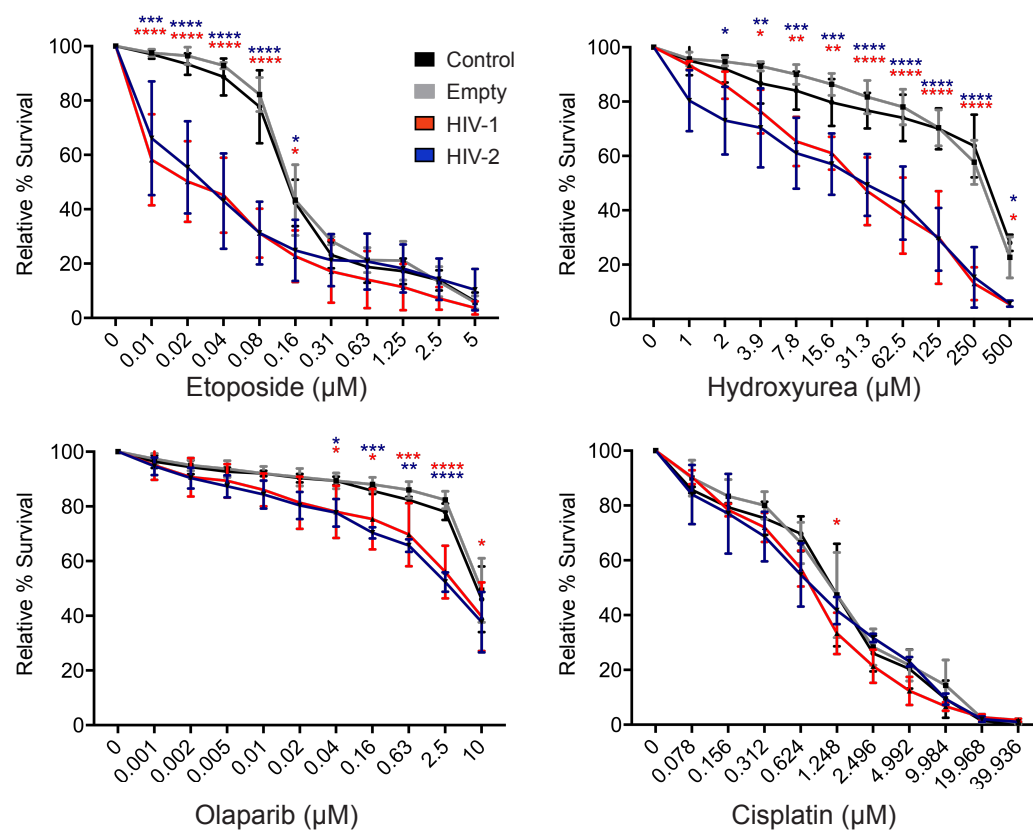 *** **** **** ****
**** **** **** ****
*
*
100
80
60
40
20
0
Relative % Survival
Control
Empty
HIV-1
HIV-2
0 0.01 0.02 0.04 0.08 0.16 0.31 0.63 1.25 2.5 5
Etoposide (µM)
* ** *** *** **** **** **** ****
* ** ** **** **** **** ****
*
*
100
80
60
40
20
0
Relative % Survival
0 1 2 3.9 7.8 15.6 31.3 62.5 125 250 500
Hydroxyurea (µM)
* *** *** ****
* * ** ****
*
100
80
60
40
20
0
Relative % Survival
0 0.001 0.002 0.005 0.01 0.02 0.04 0.16 0.63 2.5 10
Olaparib (µM)
*
100
80
60
40
20
0
Relative % Survival
0 0.078 0.156 0.312 0.624 1.248 2.496 4.992 9.984 19.968 39.936
Cisplatin (µM)